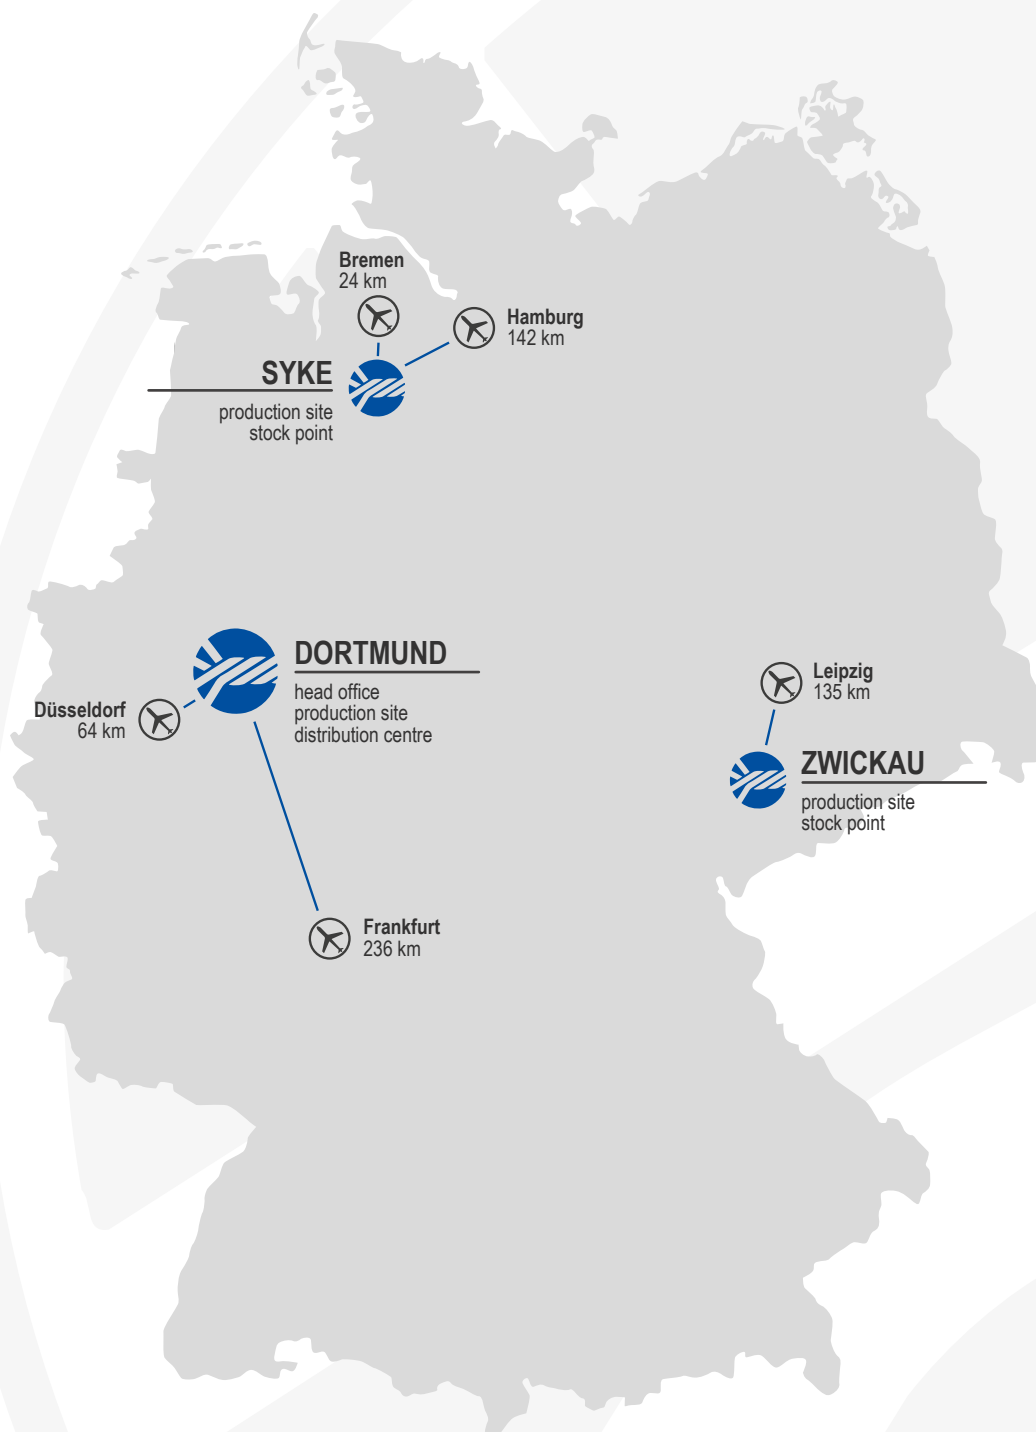 Bremen
24 km
Hamburg
142 km
SYKE
production site
stock point
DORTMUND
head office
production site
distribution centre
Düsseldorf
64 km
Leipzig
135 km
ZWICKAU
production site
stock point
Frankfurt
236 km